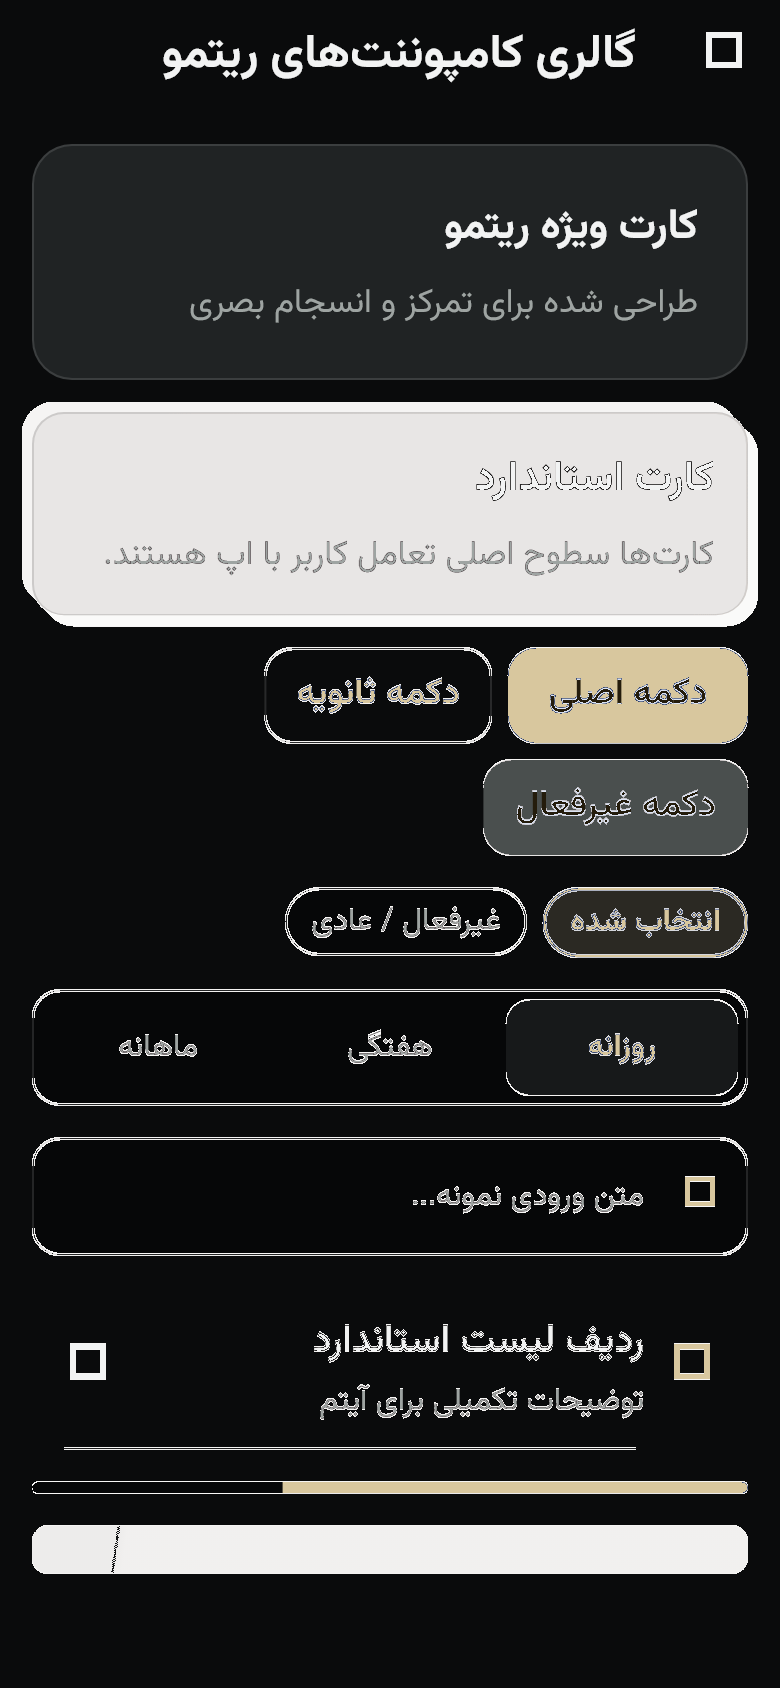 گالری کامپوننت‌های ریتمو
کارت ویژه ریتمو
طراحی شده برای تمرکز و انسجام بصری
کارت استاندارد
کارت‌ها سطوح اصلی تعامل کاربر با اپ هستند.
دکمه اصلی
دکمه ثانویه
دکمه غیرفعال
انتخاب شده
غیرفعال / عادی
روزانه
هفتگی
ماهانه
متن ورودی نمونه...
ردیف لیست استاندارد
توضیحات تکمیلی برای آیتم